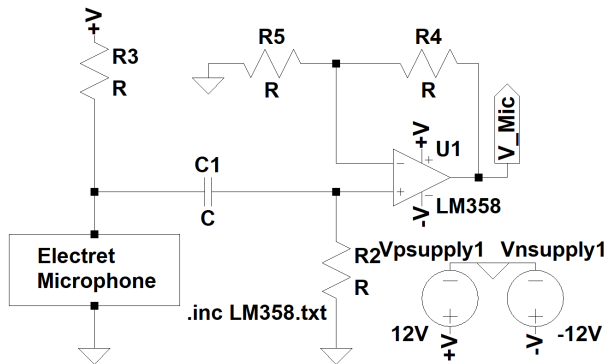 +V
R3
R
R5
R
R4
R
+V
U1
V_Mic
C1
C
-V
LM358
Electret
Microphone
R2
R
.inc LM358.txt
Vpsupply1
Vnsupply1
12V
-12V
+V
-V